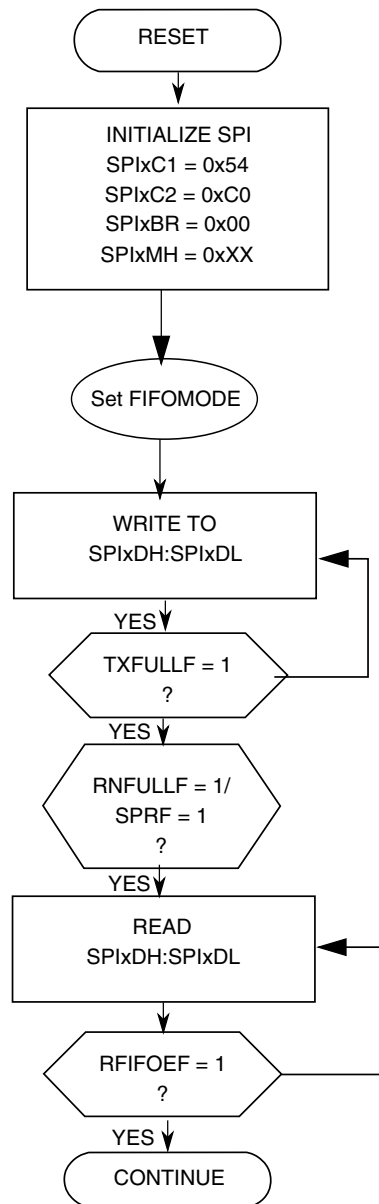 RESET
INITIALIZE SPI
SPIxC1 = 0x54
SPIxC2 = 0xC0
SPIxBR = 0x00
SPIxMH = 0xXX
Set FIFOMODE
WRITE TO
SPIxDH:SPIxDL
YES
TXFULLF = 1
?
YES
RNFULLF = 1/
SPRF = 1
?
YES
READ
SPIxDH:SPIxDL
RFIFOEF = 1
?
YES
CONTINUE